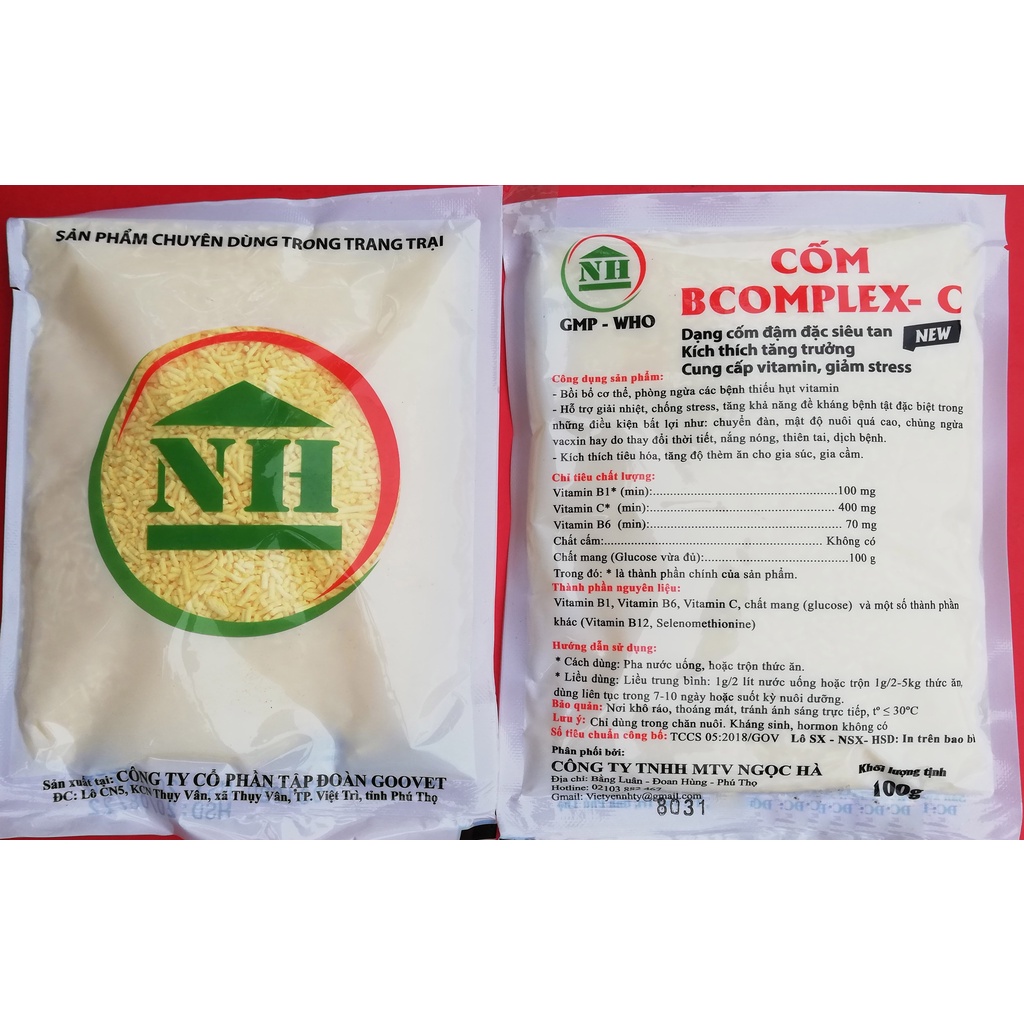 SẢN PHẨM CHUYÊN DÙNG TRONG TRANG TRẠI
NH
Sản xuất tại: CÔNG TY CỔ PHẦN TẬP ĐOÀN GOOVET
ĐC: Lô CN5, KCN Thụy Vân, xã Thụy Vân, TP. Việt Trì, tỉnh Phú Thọ
NH
GMP - WHO
CỐM
BCOMPLEX- C
Dạng cốm đậm đặc siêu tan
NEW
Kích thích tăng trưởng
Cung cấp vitamin, giảm stress
Công dụng sản phẩm:
- Bồi bổ cơ thể, phòng ngừa các bệnh thiếu hụt vitamin
- Hỗ trợ giải nhiệt, chống stress, tăng khả năng đề kháng bệnh tật đặc biệt trong
những điều kiện bất lợi như: chuyển đàn, mật độ nuôi quá cao, chủng ngừa
vacxin hay do thay đổi thời tiết, nắng nóng, thiên tai, dịch bệnh.
- Kích thích tiêu hóa, tăng độ thèm ăn cho gia súc, gia cầm.
Chỉ tiêu chất lượng:
Vitamin B1* (min):...........................................100 mg
Vitamin C* (min):........................................... 400 mg
Vitamin B6 (min):........................................... 70 mg
Chất cấm:........................................... Không có
Chất mang (Glucose vừa đủ):...........................100 g
Trong đó: * là thành phần chính của sản phẩm.
Thành phần nguyên liệu:
Vitamin B1, Vitamin B6, Vitamin C, chất mang (glucose) và một số thành phần
khác (Vitamin B12, Selenomethionine)
Hướng dẫn sử dụng:
* Cách dùng: Pha nước uống, hoặc trộn thức ăn.
* Liều dùng: Liều trung bình: 1g/2 lít nước uống hoặc trộn 1g/2-5kg thức ăn,
dùng liên tục trong 7-10 ngày hoặc suốt kỳ nuôi dưỡng.
Bảo quản: Nơi khô ráo, thoáng mát, tránh ánh sáng trực tiếp, tº ≤ 30ºC
Lưu ý: Chỉ dùng trong chăn nuôi. Kháng sinh, hormon không có
Số tiêu chuẩn công bố: TCCS 05:2018/GOV Lô SX - NSX- HSD: In trên bao bì
Phân phối bởi:
CÔNG TY TNHH MTV NGỌC HÀ
Địa chỉ: Bằng Luân - Đoan Hùng - Phú Thọ
Hotline: 02103
Gmail: Vietyennhty@gmail.com
Khối lượng tịnh
100g
8031